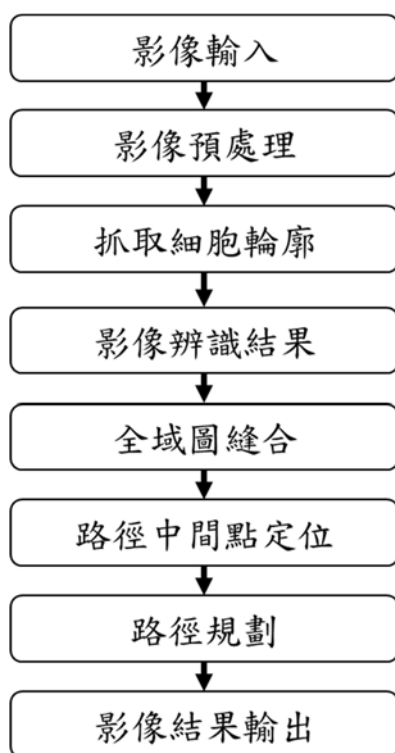 影像輸入
影像預處理
抓取細胞輪廓
影像辨識結果
全域圖縫合
路徑中間點定位
路徑規劃
影像結果輸出